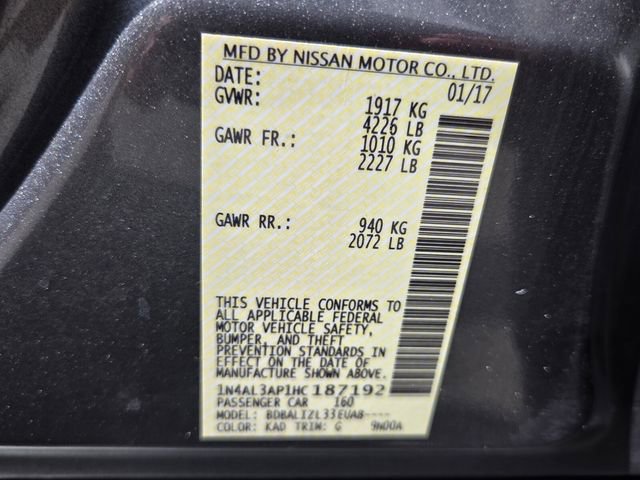 MFD BY NISSAN MOTOR CO., LTD.
DATE: 01/17
GVWR: 1917 KG
4226 LB
GAWR FR.: 1010 KG
2227 LB
GAWR RR.: 940 KG
2072 LB
THIS VEHICLE CONFORMS TO
ALL APPLICABLE FEDERAL
MOTOR VEHICLE SAFETY,
BUMPER, AND THEFT
PREVENTION STANDARDS IN
EFFECT ON THE DATE OF
MANUFACTURE SHOWN ABOVE.
1N4AL3AP1HC187192
PASSENGER CAR 160
MODEL: BDBALIZL33EUAB----
COLOR: KAD TRIM: G 9N00A